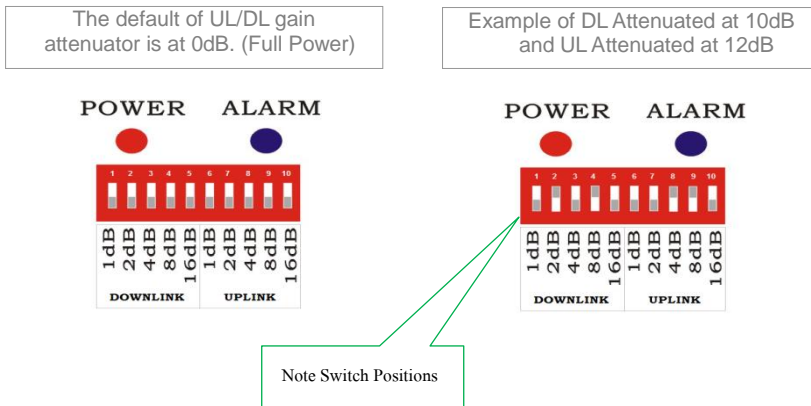 The default of UL/DL gain
attenuator is at 0dB. (Full Power)
Example of DL Attenuated at 10dB
and UL Attenuated at 12dB
POWER ALARM
1 2 3 4 5 6 7 8 9 10
1dB 2dB 4dB 8dB 16dB 1dB 2dB 4dB 8dB 16dB
DOWNLINK UPLINK
POWER ALARM
1 2 3 4 5 6 7 8 9 10
1dB 2dB 4dB 8dB 16dB 1dB 2dB 4dB 8dB 16dB
DOWNLINK UPLINK
Note Switch Positions